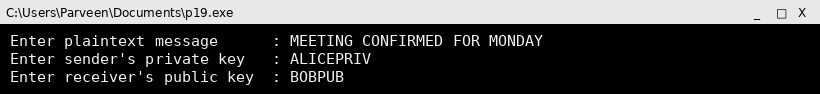 C:\Users\Parveen\Documents\p19.exe _ □ X
Enter plaintext message      : MEETING CONFIRMED FOR MONDAY
Enter sender's private key   : ALICEPRIV
Enter receiver's public key  : BOBPUB